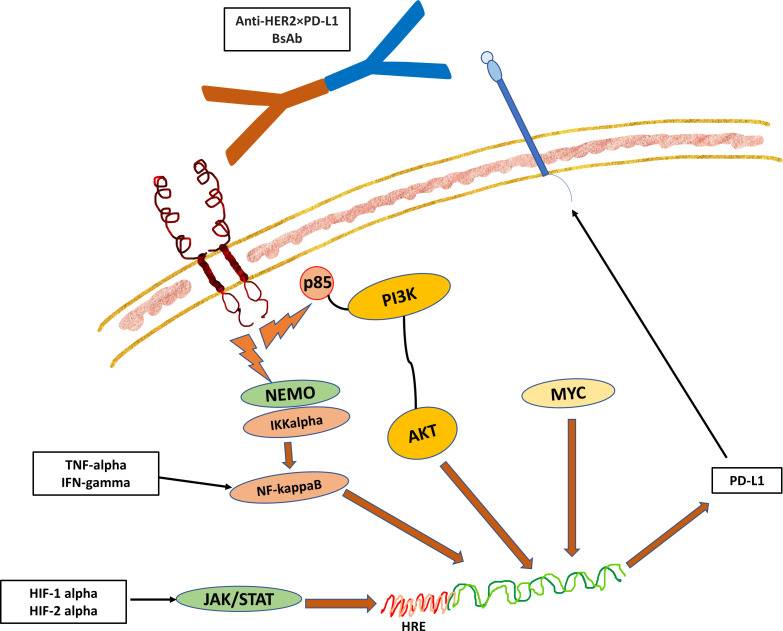 Anti-HER2×PD-L1
BsAb
p85
PI3K
NEMO
IKKalpha
MYC
AKT
TNF-alpha
IFN-gamma
NF-kappaB
PD-L1
HIF-1 alpha
HIF-2 alpha
JAK/STAT
HRE